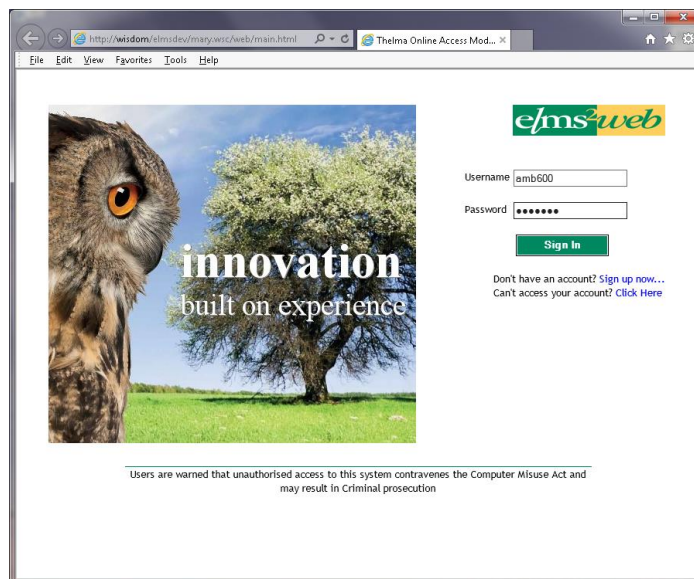 http://wisdom/elmsdev/mary.wsc/web/main.html
Thelma Online Access Mod...
File Edit View Favorites Tools Help
elms2web
Username amb600
Password •••••••
Sign In
Don't have an account? Sign up now...
Can't access your account? Click Here
innovation
built on experience
Users are warned that unauthorised access to this system contravenes the Computer Misuse Act and
may result in Criminal prosecution